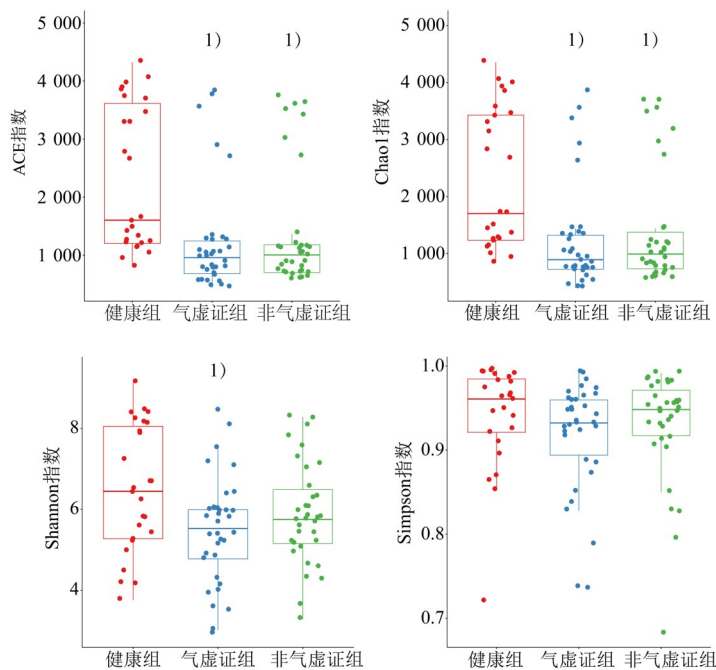 5 000
4 000
3 000
2 000
1 000
ACE指数
1)
1)
健康组
气虚证组
非气虚证组
5 000
4 000
3 000
2 000
1 000
Chao1指数
1)
1)
健康组
气虚证组
非气虚证组
8
6
4
Shannon指数
1)
健康组
气虚证组
非气虚证组
1.0
0.9
0.8
0.7
Simpson指数
健康组
气虚证组
非气虚证组